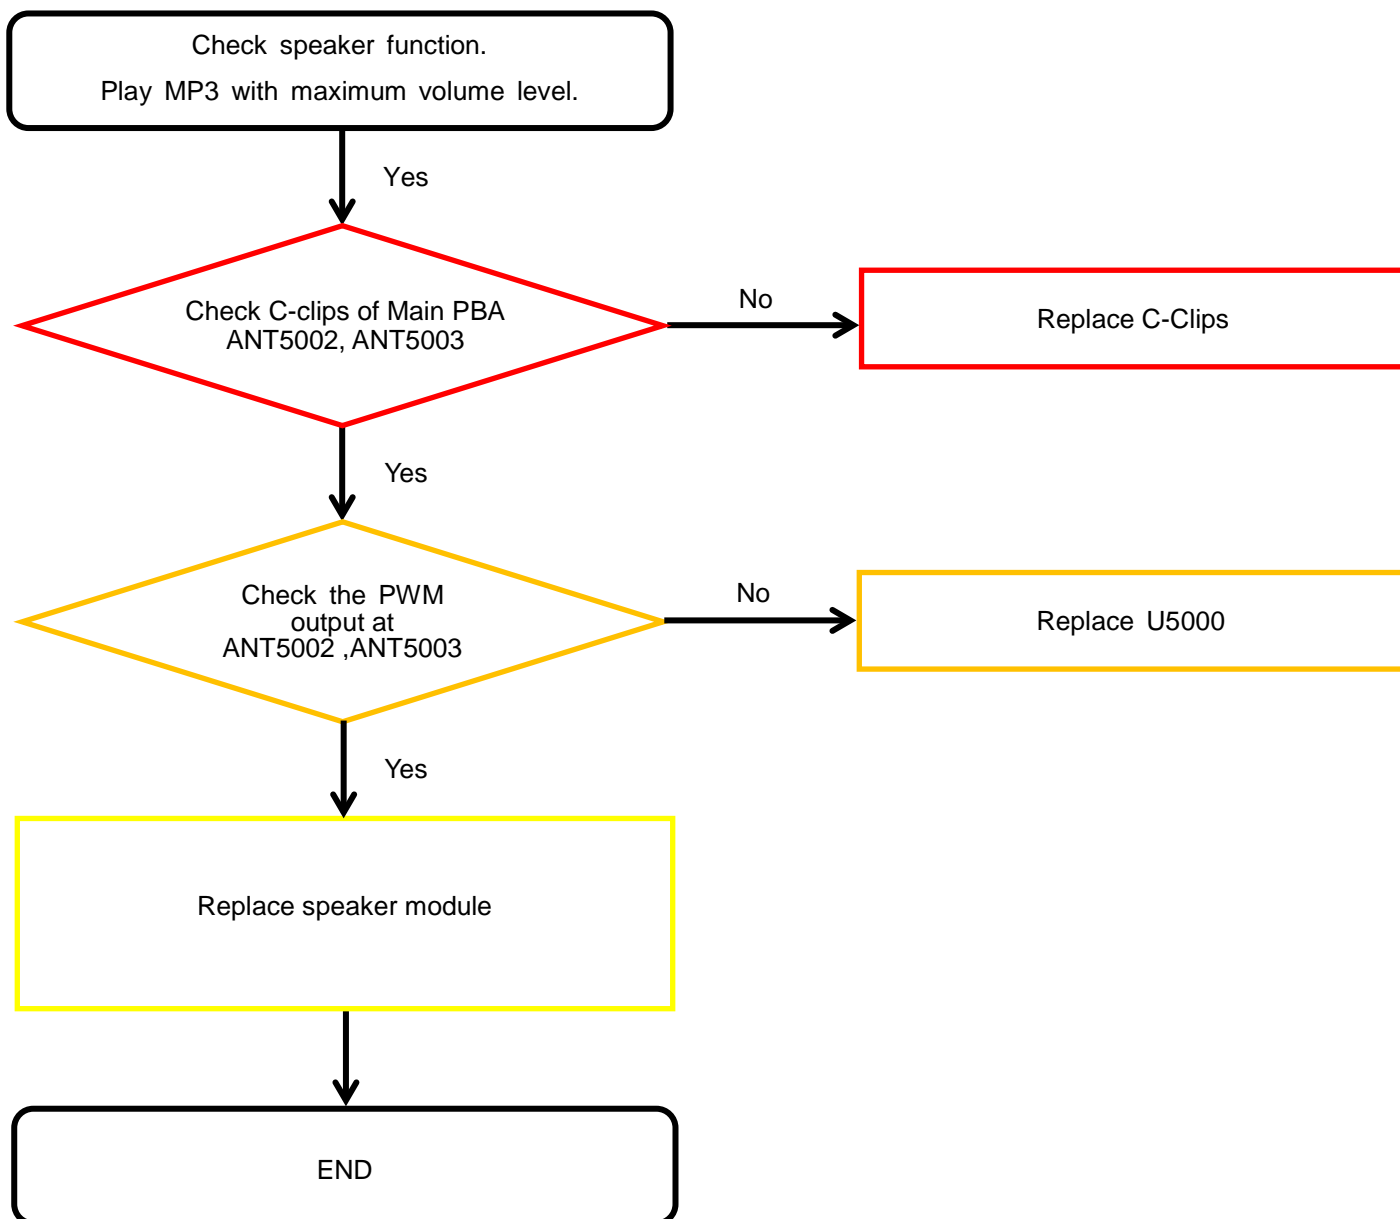 Check speaker function.
Play MP3 with maximum volume level.
Yes
Check C-clips of Main PBA
ANT5002, ANT5003
No
Replace C-Clips
Yes
Check the PWM
output at
ANT5002 ,ANT5003
No
Replace U5000
Yes
Replace speaker module
END